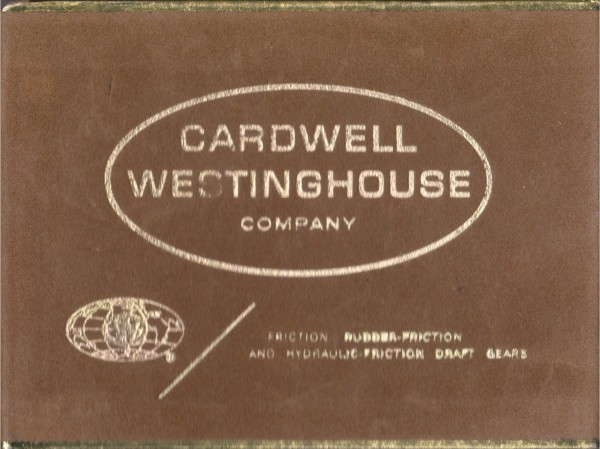 CARDWELL
WESTINGHOUSE
COMPANY
FRICTION, RUBBER-FRICTION
AND HYDRAULIC-FRICTION DRAFT GEARS
®